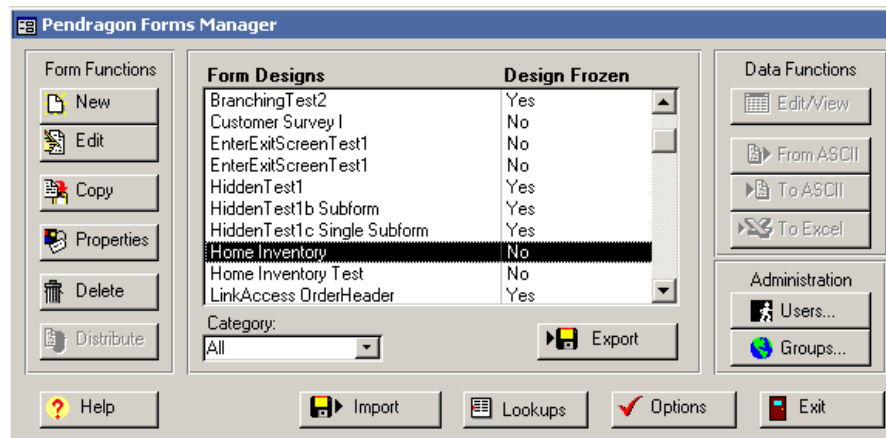 Pendragon Forms Manager
Form Functions
New
Edit
Copy
Properties
Delete
Distribute
Form Designs Design Frozen
BranchingTest2 Yes
Customer Survey I No
EnterExitScreenTest1 No
EnterExitScreenTest1 No
HiddenTest1 Yes
HiddenTest1b Subform Yes
HiddenTest1c Single Subform Yes
Home Inventory No
Home Inventory Test No
LinkAccess OrderHeader Yes
Category:
All
Export
Data Functions
Edit/View
From ASCII
To ASCII
To Excel
Administration
Users...
Groups...
Help
Import
Lookups
Options
Exit